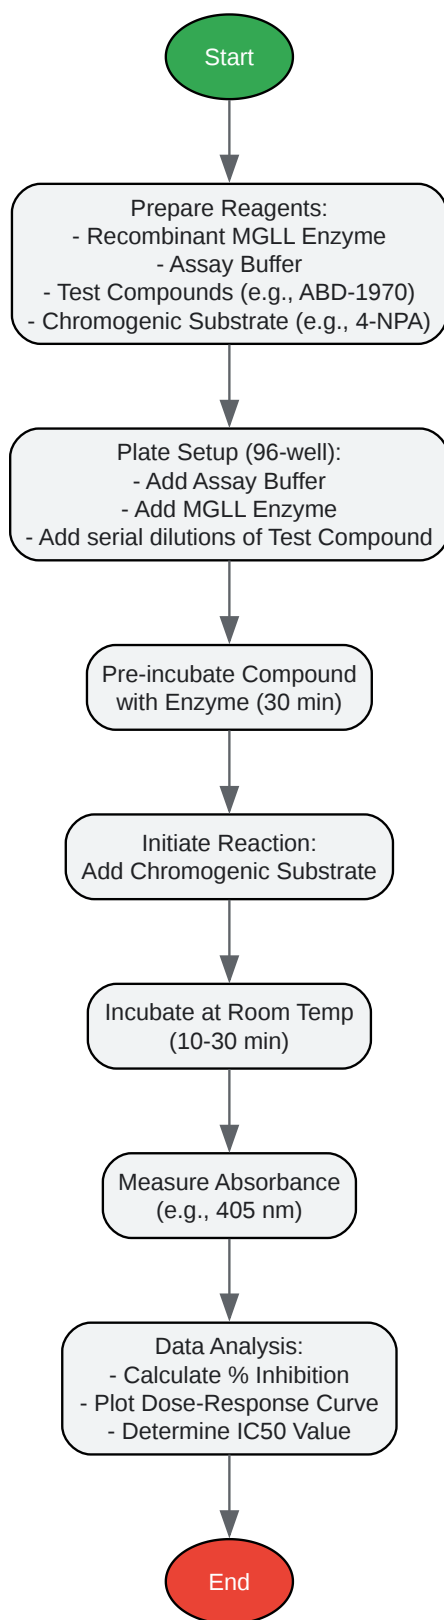 Start
Prepare Reagents:
- Recombinant MGLL Enzyme
- Assay Buffer
- Test Compounds (e.g., ABD-1970)
- Chromogenic Substrate (e.g., 4-NPA)
Plate Setup (96-well):
- Add Assay Buffer
- Add MGLL Enzyme
- Add serial dilutions of Test Compound
Pre-incubate Compound
with Enzyme (30 min)
Initiate Reaction:
Add Chromogenic Substrate
Incubate at Room Temp
(10-30 min)
Measure Absorbance
(e.g., 405 nm)
Data Analysis:
- Calculate % Inhibition
- Plot Dose-Response Curve
- Determine IC50 Value
End